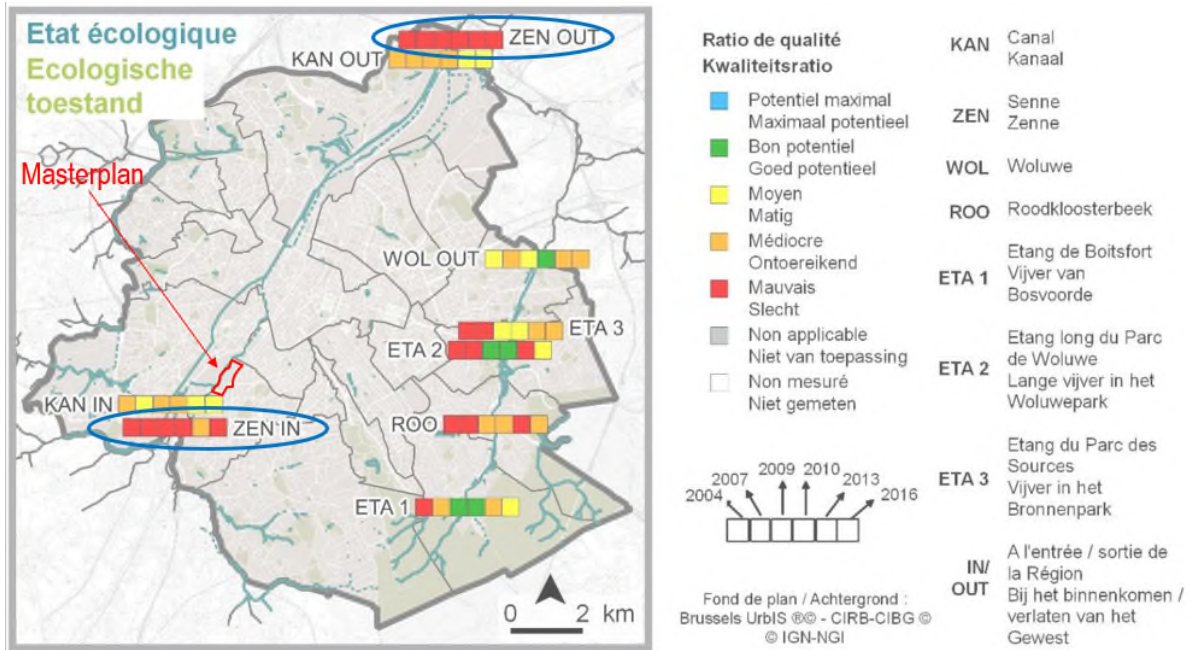 Etat écologique
Ecologische
toestand
ZEN OUT
KAN OUT
Masterplan
WOL OUT
ETA 3
ETA 2
KAN IN
ZEN IN
ROO
ETA 1
0 2 km
Ratio de qualité
Kwaliteitsratio
Potentiel maximal
Maximaal potentieel
Bon potentiel
Goed potentieel
Moyen
Matig
Médiocre
Ontoereikend
Mauvais
Slecht
Non applicable
Niet van toepassing
Non mesuré
Niet gemeten
2004
2007
2009
2010
2013
2016
Fond de plan / Achtergrond :
Brussels UrbIS ®© - CIRB-CIBG ©
© IGN-NGI
KAN
Canal
Kanaal
ZEN
Senne
Zenne
WOL
Woluwe
ROO
Roodkloosterbeek
ETA 1
Etang de Boitsfort
Vijver van
Bosvoorde
ETA 2
Etang long du Parc
de Woluwe
Lange vijver in het
Woluwepark
ETA 3
Etang du Parc des
Sources
Vijver in het
Bronnenpark
IN/
OUT
A l'entrée / sortie de
la Région
Bij het binnenkomen /
verlaten van het
Gewest